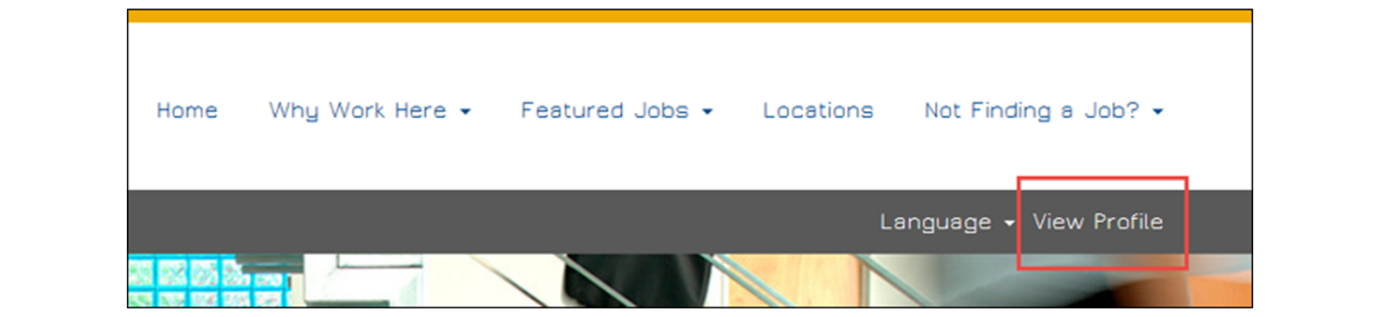 Home Why Work Here Featured Jobs Locations Not Finding a Job?
Language View Profile